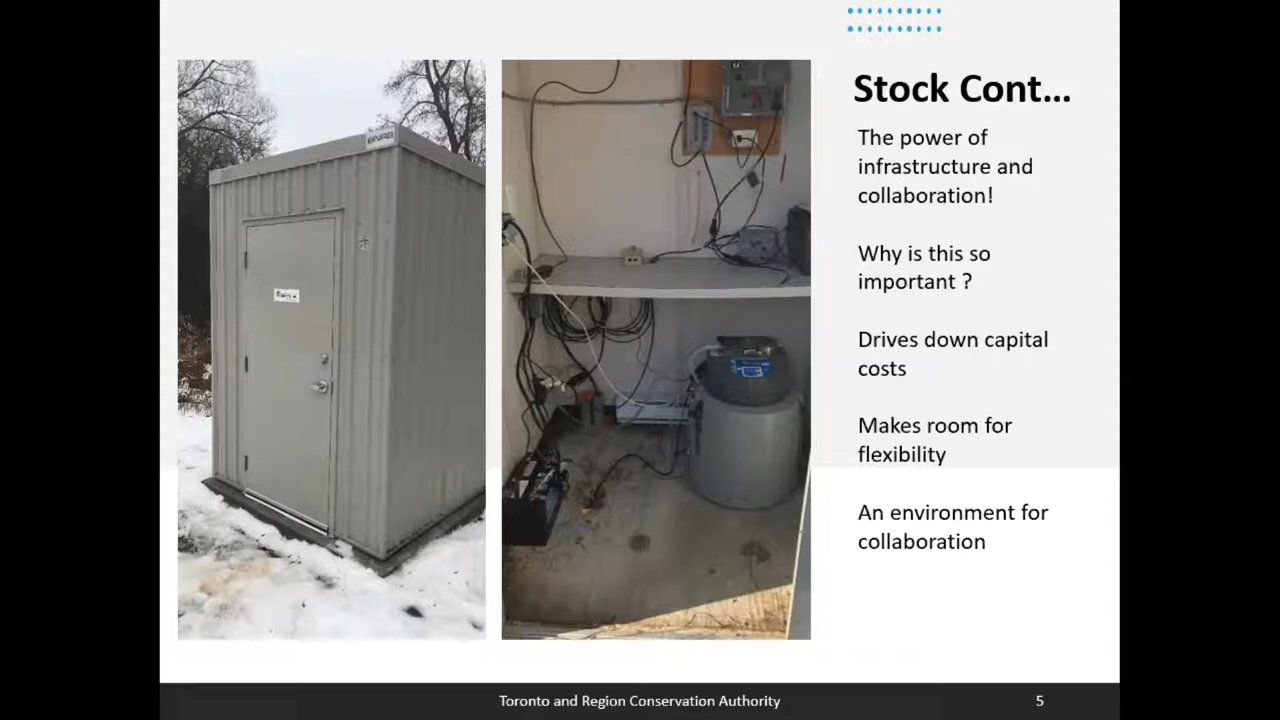 Stock Cont...
The power of
infrastructure and
collaboration!
Why is this so
important ?
Drives down capital
costs
Makes room for
flexibility
An environment for
collaboration
Toronto and Region Conservation Authority
5